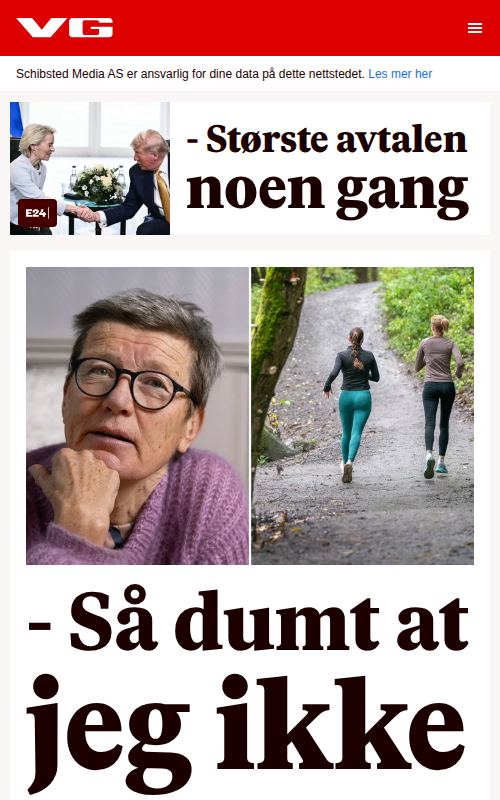 VG
Schibsted Media AS er ansvarlig for dine data på dette nettstedet. Les mer her
- Største avtalen
noen gang
E24
- Så dumt at
jeg ikke